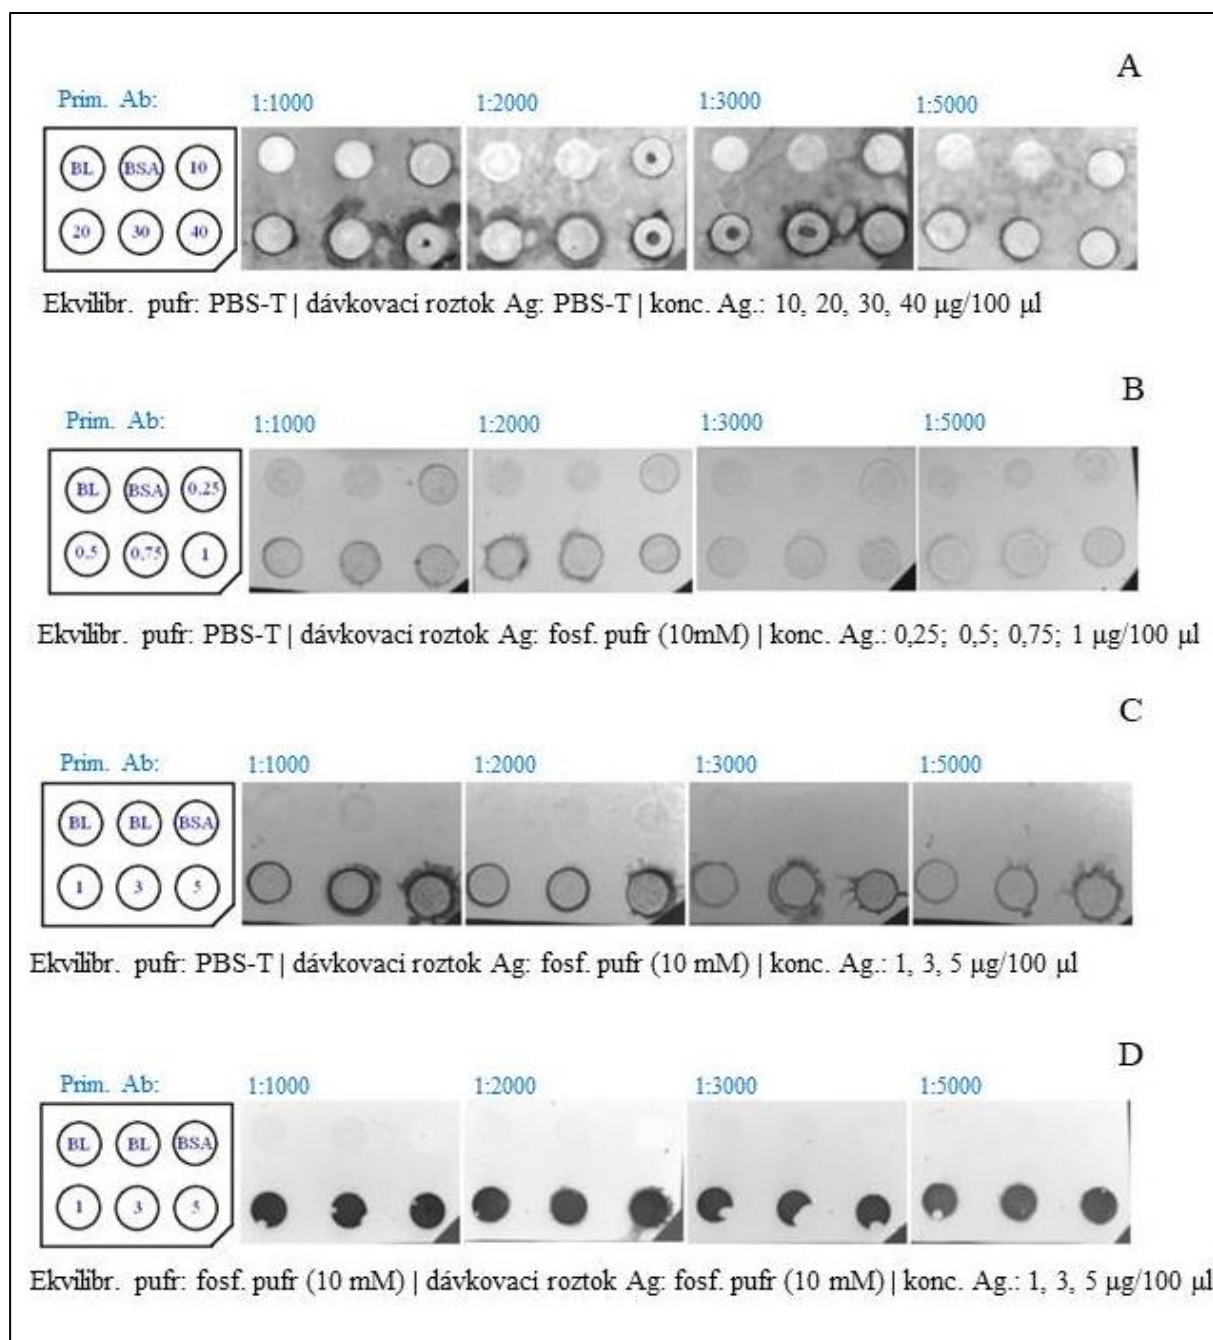 A
Prim. Ab: 1:1000 1:2000 1:3000 1:5000
BL BSA 10
20 30 40
Ekvilibr. pufr: PBS-T | dávkovaci roztok Ag: PBS-T | konc. Ag.: 10, 20, 30, 40 µg/100 µl
B
Prim. Ab: 1:1000 1:2000 1:3000 1:5000
BL BSA 0,25
0,5 0,75 1
Ekvilibr. pufr: PBS-T | dávkovaci roztok Ag: fosf. pufr (10mM) | konc. Ag.: 0,25; 0,5; 0,75; 1 µg/100 µl
C
Prim. Ab: 1:1000 1:2000 1:3000 1:5000
BL BL BSA
1 3 5
Ekvilibr. pufr: PBS-T | dávkovaci roztok Ag: fosf. pufr (10 mM) | konc. Ag.: 1, 3, 5 µg/100 µl
D
Prim. Ab: 1:1000 1:2000 1:3000 1:5000
BL BL BSA
1 3 5
Ekvilibr. pufr: fosf. pufr (10 mM) | dávkovaci roztok Ag: fosf. pufr (10 mM) | konc. Ag.: 1, 3, 5 µg/100 µl